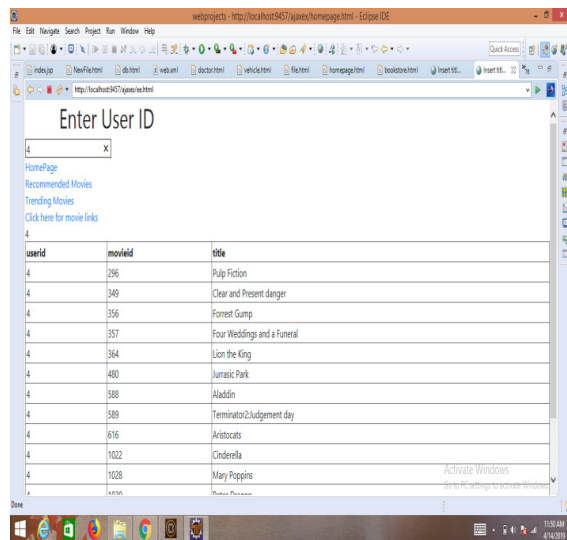 webprojects - http://localhost:9457/ajaxex/homepage.html - Eclipse IDE
File Edit Navigate Search Project Run Window Help
Quick Access
index.jsp NewFile.html db.html web.xml doctor.html vehicle.html file.html homepage.html bookstore.html Insert titl... Insert titl...
http://localhost:9457/ajaxex/ee.html
Enter User ID
4 X
HomePage
Recommended Movies
Trending Movies
Click here for movie links
4
userid movieid title
4 296 Pulp Fiction
4 349 Clear and Present danger
4 356 Forrest Gump
4 357 Four Weddings and a Funeral
4 364 Lion the King
4 480 Jurrasic Park
4 588 Aladdin
4 589 Terminator2:Judgement day
4 616 Aristocats
4 1022 Cinderella
4 1028 Mary Poppins
Activate Windows
Go to PC settings to activate Windows
Done
11:50 AM
4/14/2019